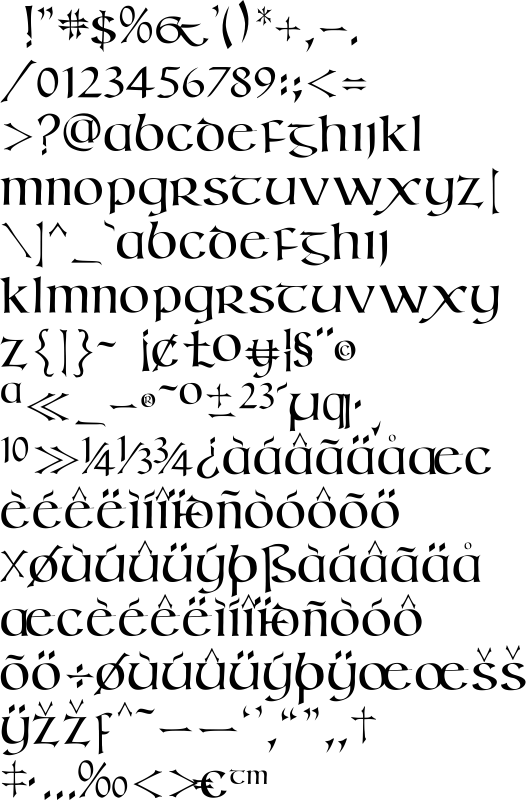 !"#$%&'()*+,-.
/0123456789:;<=
>?@abcdefghijkl
mnopqrstuvwxyz[
\]^_`abcdefghij
klmnopqrstuvwxy
z{|}~ ¡¢£¤¥¦§¨©
ª«_–®¯º±²³´µ¶·¸
¹º»¼½¾¿àáâãäåæç
èéêëìíîïðñòóôõö
×øùúûüýþßàáâãäå
æçèéêëìíîïðñòóô
õö÷øùúûüýþÿœœšš
ÿžžƒˆ˜–—‘’‚“”„†
‡•…‰‹›€™